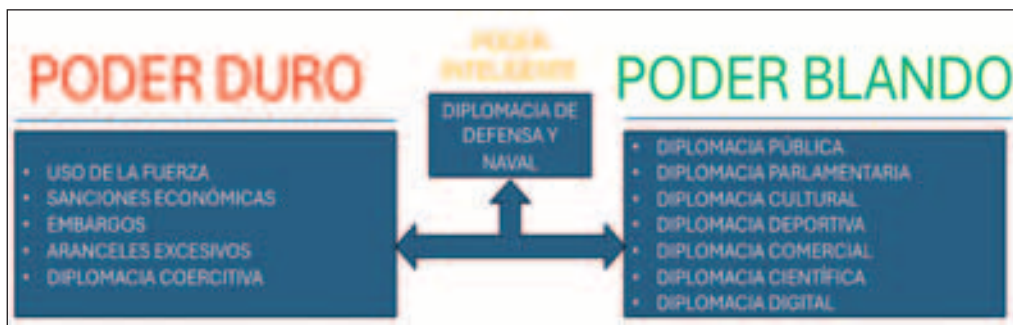 PODER DURO
• USO DE LA FUERZA
• SANCIONES ECONÓMICAS
• EMBARGOS
• ARANCELES EXCESIVOS
• DIPLOMACIA COERCITIVA
PODER
INTELIGENTE
DIPLOMACIA DE
DEFENSA Y
NAVAL
PODER BLANDO
• DIPLOMACIA PÚBLICA
• DIPLOMACIA PARLAMENTARIA
• DIPLOMACIA CULTURAL
• DIPLOMACIA DEPORTIVA
• DIPLOMACIA COMERCIAL
• DIPLOMACIA CIENTÍFICA
• DIPLOMACIA DIGITAL